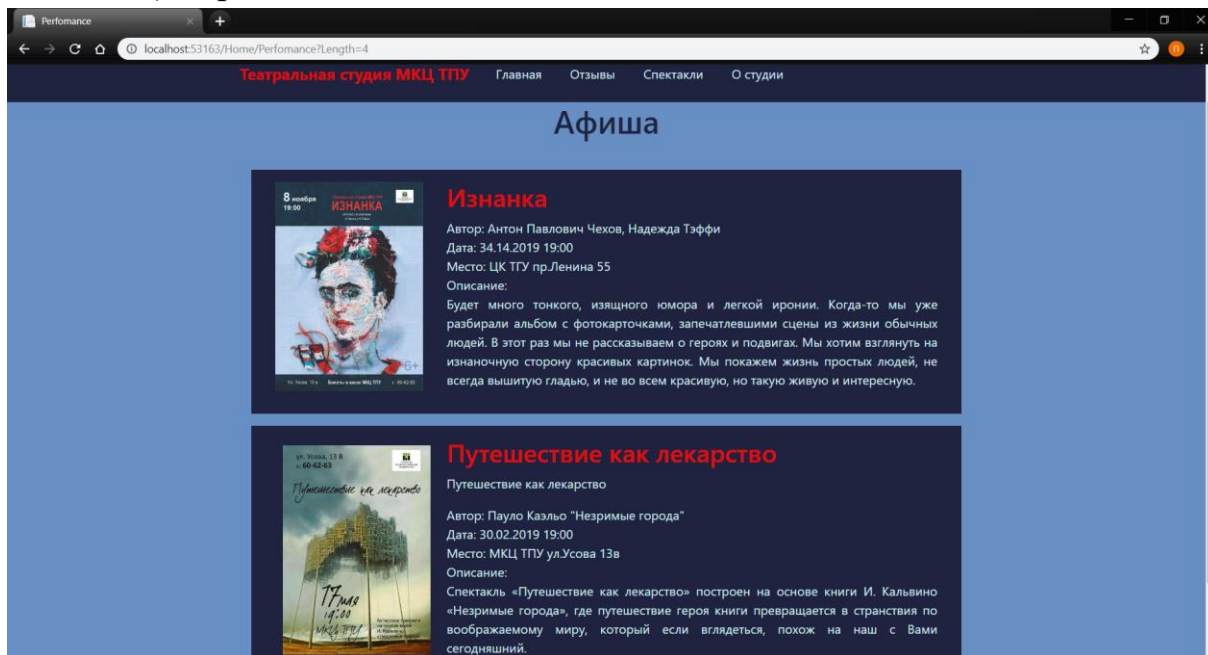 Perfomance
localhost:53163/Home/Perfomance?Length=4
Театральная студия МКЦ ТПУ Главная Отзывы Спектакли О студии
Афиша
8 ноября
19:00
ИЗНАНКА
6+
Изнанка
Автор: Антон Павлович Чехов, Надежда Тэффи
Дата: 34.14.2019 19:00
Место: ЦК ТГУ пр.Ленина 55
Описание:
Будет много тонкого, изящного юмора и легкой иронии. Когда-то мы уже
разбирали альбом с фотокарточками, запечатлевшими сцены из жизни обычных
людей. В этот раз мы не рассказываем о героях и подвигах. Мы хотим взглянуть на
изнаночную сторону красивых картинок. Мы покажем жизнь простых людей, не
всегда вышитую гладью, и не во всем красивую, но такую живую и интересную.
ул. Усова, 13 В
60-62-63
Путешествие как лекарство
17 мая
19:00
МКЦ ТПУ
Путешествие как лекарство
Путешествие как лекарство
Автор: Пауло Каэльо "Незримые города"
Дата: 30.02.2019 19:00
Место: МКЦ ТПУ ул.Усова 13в
Описание:
Спектакль «Путешествие как лекарство» построен на основе книги И. Кальвино
«Незримые города», где путешествие героя книги превращается в странствия по
воображаемому миру, который если вглядеться, похож на наш с Вами
сегодняшний.